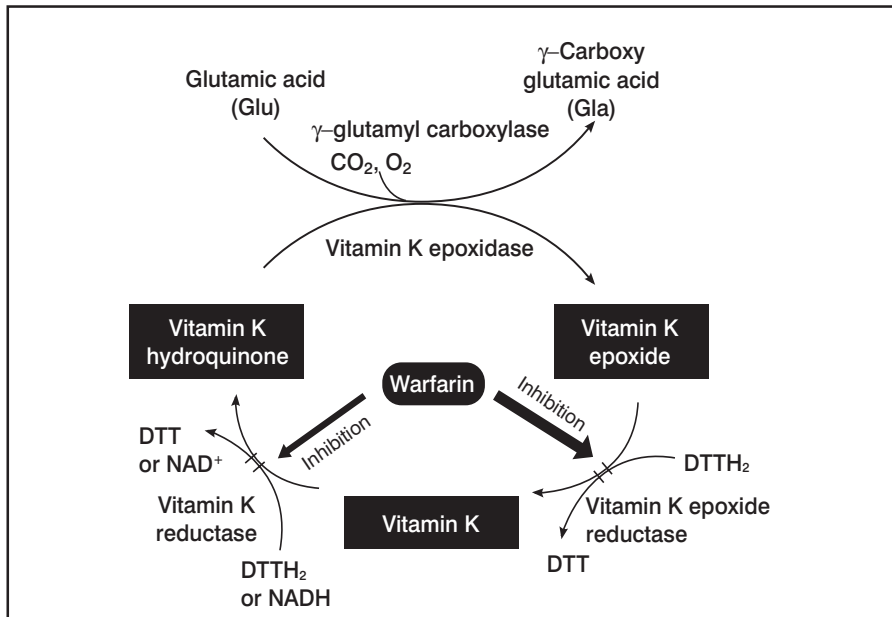 Glutamic acid
(Glu)
γ–Carboxy
glutamic acid
(Gla)
γ–glutamyl carboxylase
CO₂, O₂
Vitamin K epoxidase
Vitamin K
hydroquinone
Vitamin K
epoxide
Warfarin
Inhibition
Inhibition
DTT
or NAD⁺
DTTH₂
Vitamin K
reductase
Vitamin K
Vitamin K epoxide
reductase
DTTH₂
or NADH
DTT